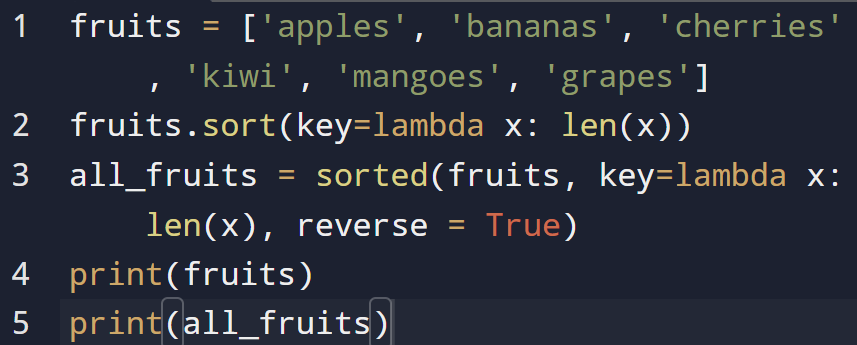 1 fruits = ['apples', 'bananas', 'cherries'
, 'kiwi', 'mangoes', 'grapes']
2 fruits.sort(key=lambda x: len(x))
3 all_fruits = sorted(fruits, key=lambda x:
len(x), reverse = True)
4 print(fruits)
5 print(all_fruits)